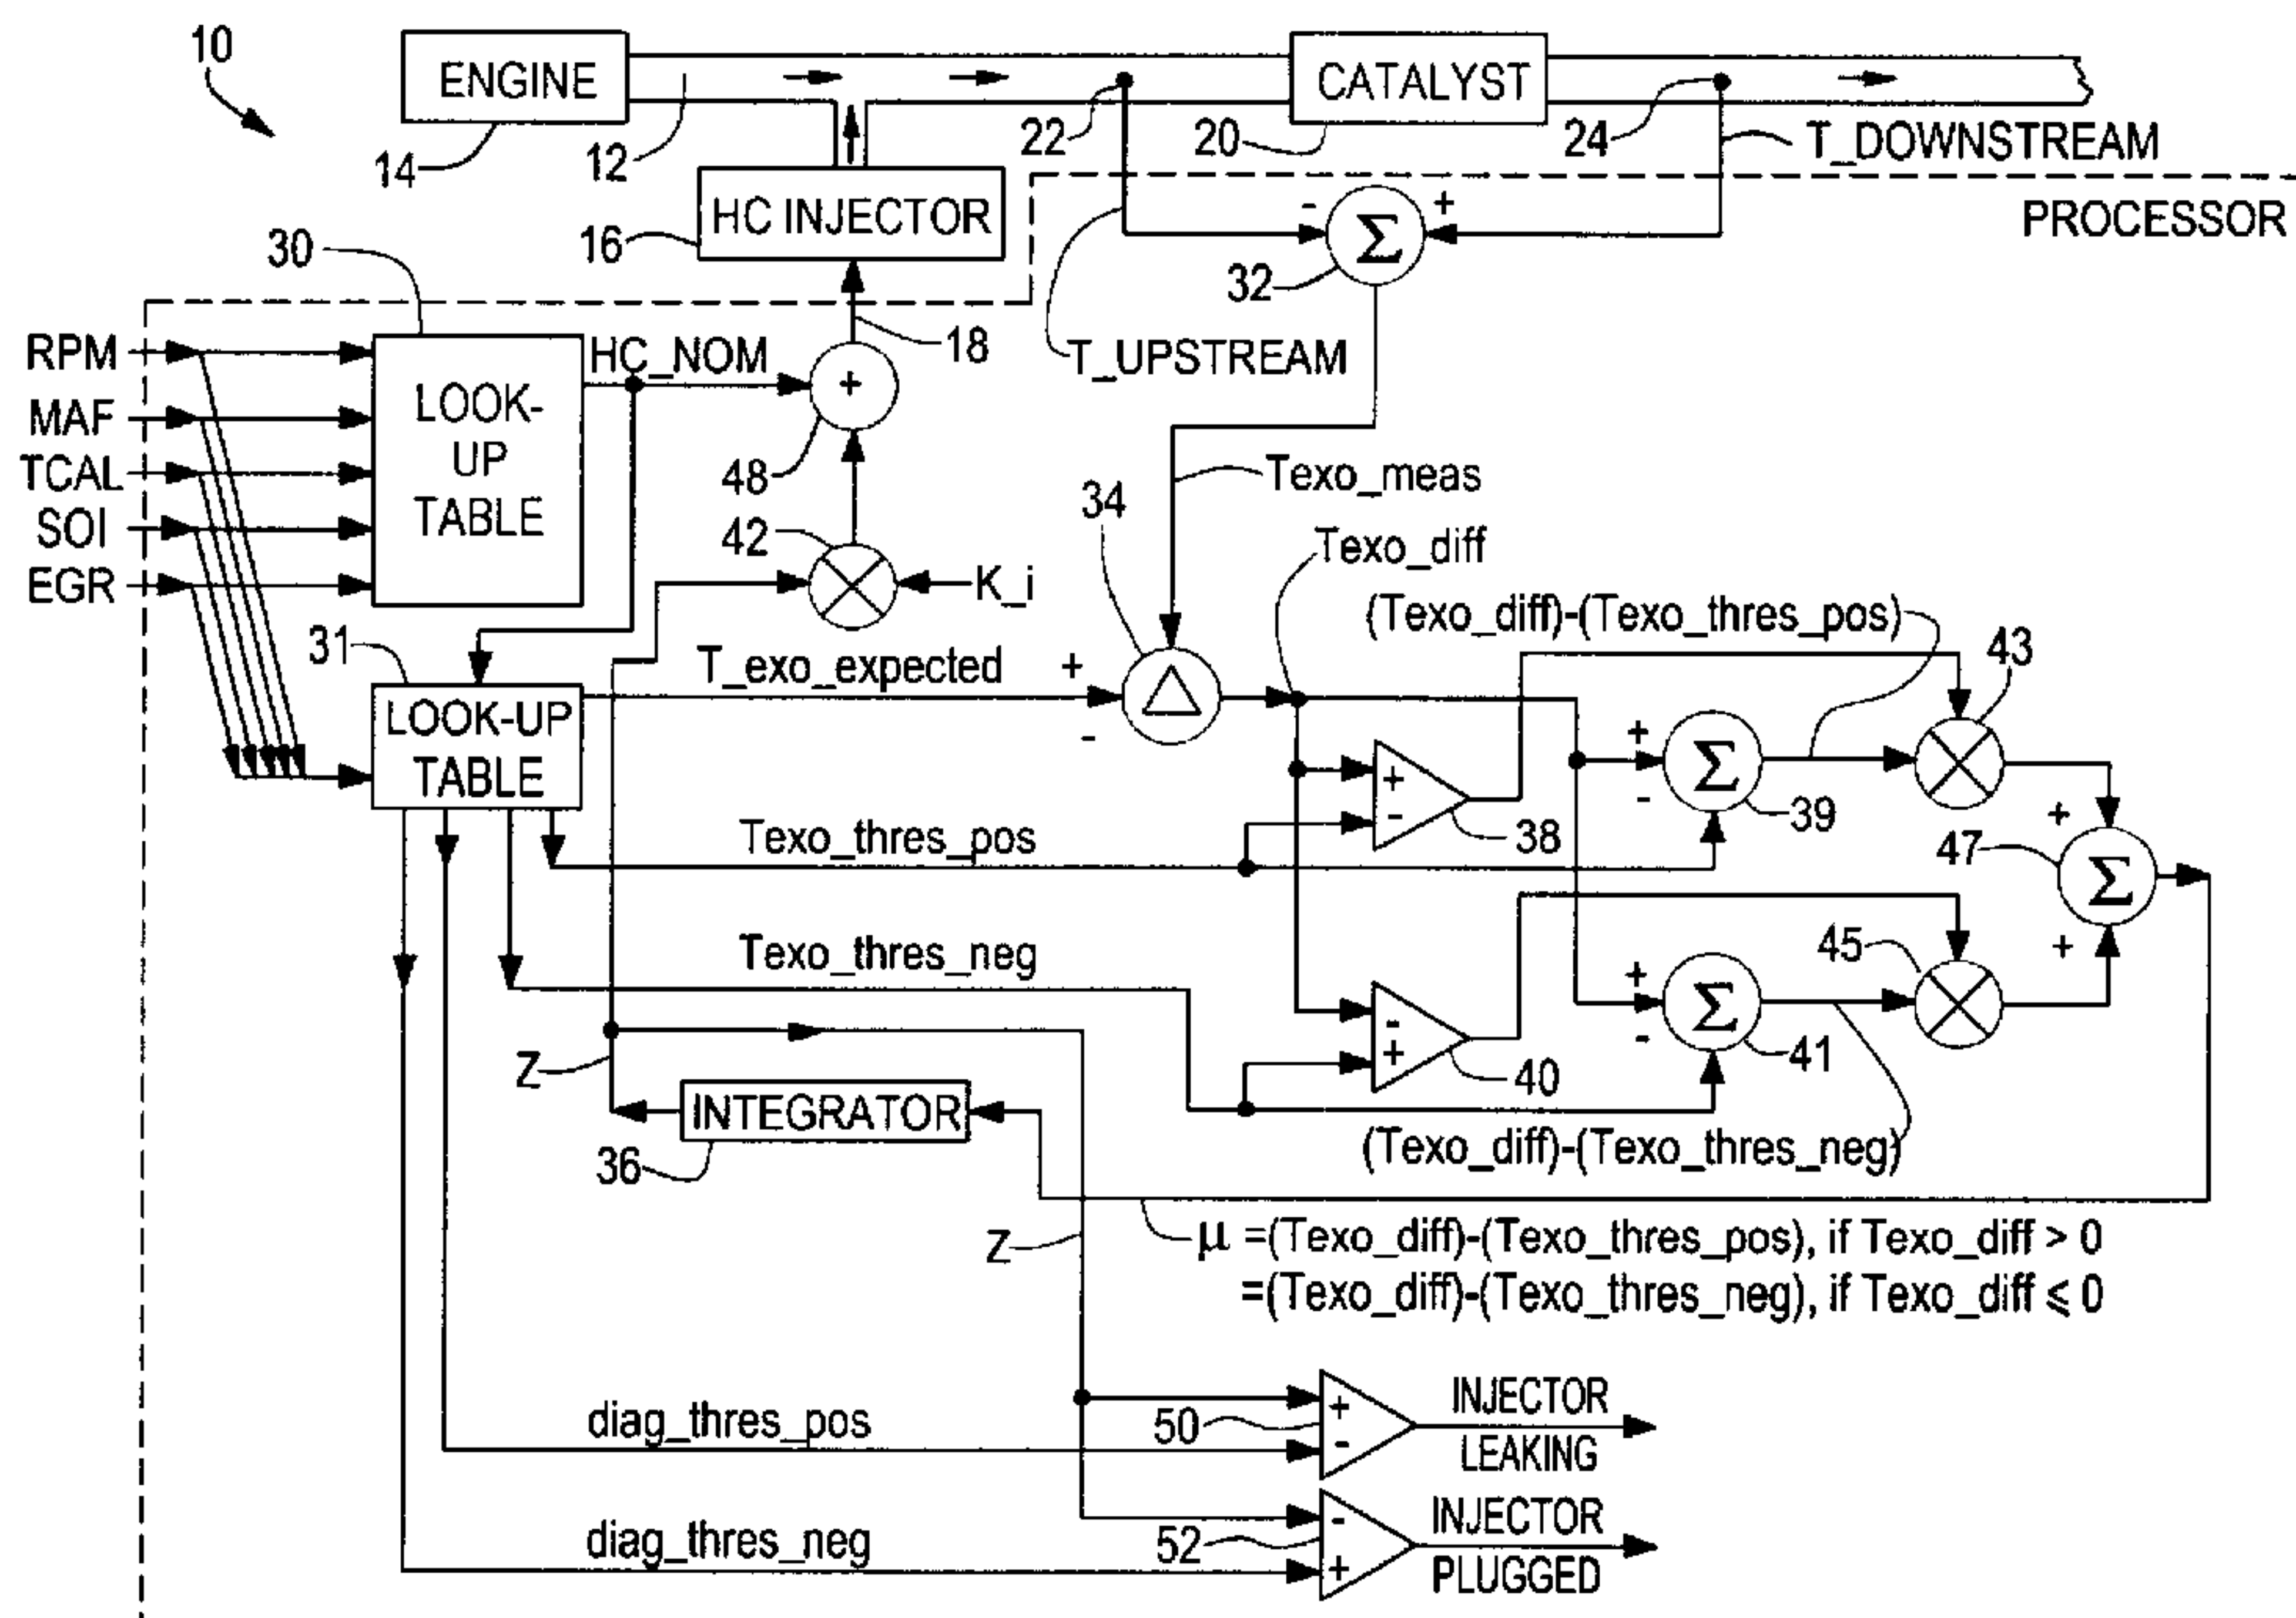 10
ENGINE
CATALYST
14
12
22
20
24
T_DOWNSTREAM
HC INJECTOR
16
- Σ +
PROCESSOR
30
32
RPM
MAF
TCAL
SOI
EGR
LOOK-
UP
TABLE
HC_NOM
18
+
48
T_UPSTREAM
Texo_meas
34
42
K_i
Texo_diff
(Texo_diff)-(Texo_thres_pos)
43
31
LOOK-UP
TABLE
T_exo_expected
+
-
△
+
-
Σ
39
+
-
38
Texo_thres_pos
+
47
Σ
+
Texo_thres_neg
45
+
-
Σ
41
-
+
40
Z
INTEGRATOR
36
(Texo_diff)-(Texo_thres_neg)
Z
μ =(Texo_diff)-(Texo_thres_pos), if Texo_diff > 0
=(Texo_diff)-(Texo_thres_neg), if Texo_diff ⩽ 0
diag_thres_pos
50
+
-
INJECTOR
LEAKING
diag_thres_neg
52
-
+
INJECTOR
PLUGGED